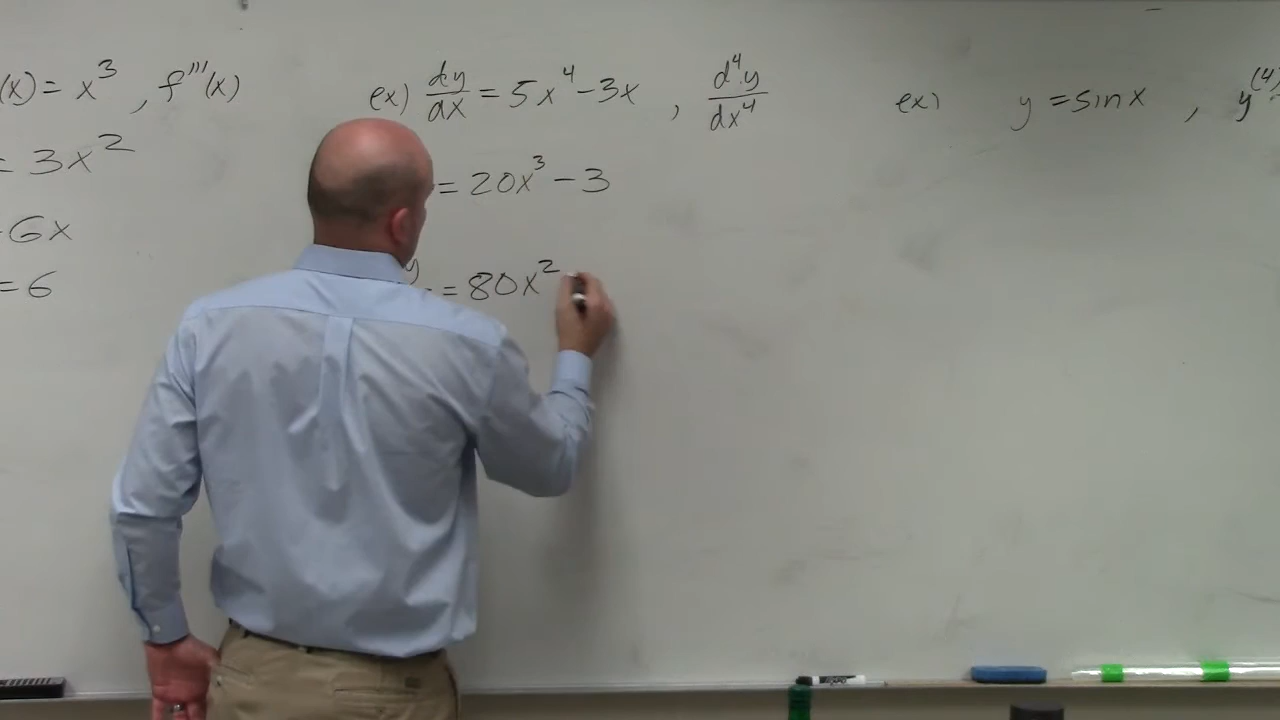 (x) = x³ , f'''(x)
= 3x²
6x
= 6
ex) dy/dx = 5x⁴ - 3x , d⁴y/dx⁴
= 20x³ - 3
y = 80x²
ex) y = sin x , y⁽⁴⁾